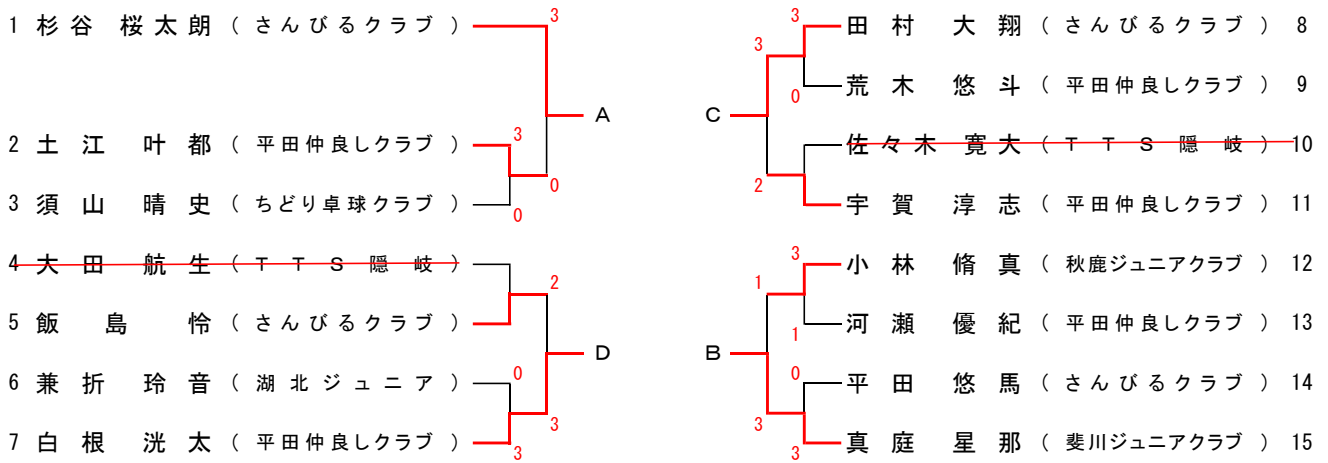 1 杉谷 桜太朗 （さんびるクラブ） 3
2 土江 叶都 （平田仲良しクラブ） 3
A
0
3 須山 晴史 （ちどり卓球クラブ） 0
4 大田 航生 （TTS隠岐）
2
5 飯島 怜 （さんびるクラブ）
D
6 兼折 玲音 （湖北ジュニア） 0
3
7 白根 洸太 （平田仲良しクラブ） 3
3 田村 大翔 （さんびるクラブ） 8
3
0 荒木 悠斗 （平田仲良しクラブ） 9
C
佐々木 寛大 （TTS隠岐） 10
2
宇賀 淳志 （平田仲良しクラブ） 11
3 小林 脩真 （秋鹿ジュニアクラブ） 12
1
1 河瀬 優紀 （平田仲良しクラブ） 13
B
0 平田 悠馬 （さんびるクラブ） 14
3
3 真庭 星那 （斐川ジュニアクラブ） 15